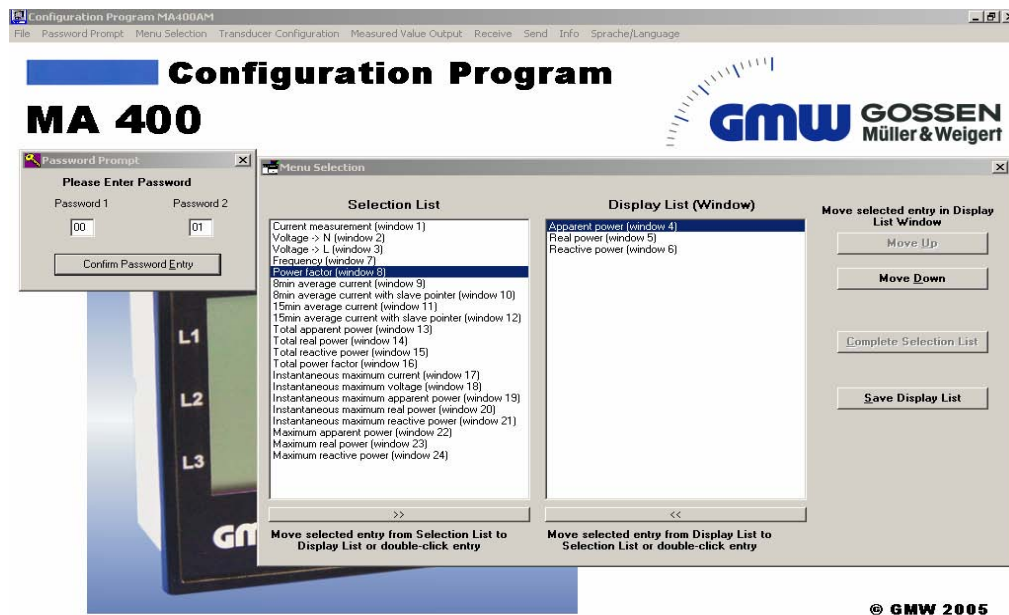 Configuration Program MA400AM
File Password Prompt Menu Selection Transducer Configuration Measured Value Output Receive Send Info Sprache/Language
Configuration Program
MA 400
GMW GOSSEN
Müller & Weigert
Password Prompt
Please Enter Password
Password 1 Password 2
00 01
Confirm Password Entry
Menu Selection
Selection List
Current measurement (window 1)
Voltage -> N (window 2)
Voltage -> L (window 3)
Frequency (window 7)
Power factor (window 8)
8min average current (window 9)
8min average current with slave pointer (window 10)
15min average current (window 11)
15min average current with slave pointer (window 12)
Total apparent power (window 13)
Total real power (window 14)
Total reactive power (window 15)
Total power factor (window 16)
Instantaneous maximum current (window 17)
Instantaneous maximum voltage (window 18)
Instantaneous maximum apparent power (window 19)
Instantaneous maximum real power (window 20)
Instantaneous maximum reactive power (window 21)
Maximum apparent power (window 22)
Maximum real power (window 23)
Maximum reactive power (window 24)
>>
Move selected entry from Selection List to
Display List or double-click entry
Display List (Window)
Apparent power (window 4)
Real power (window 5)
Reactive power (window 6)
<<
Move selected entry from Display List to
Selection List or double-click entry
Move selected entry in Display
List Window
Move Up
Move Down
Complete Selection List
Save Display List
L1
L2
L3
GM
© GMW 2005